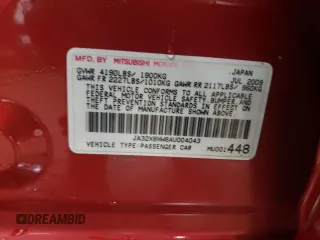 MFD BY MITSUBISHI MOTORS
JAPAN
GVWR 4190LBS/ 1900KG JUL 2009
GAWR FR 2227LBS/1010KG GAWR RR 2117LBS/ 960KG
THIS VEHICLE CONFORMS TO ALL APPLICABLE
FEDERAL MOTOR VEHICLE SAFETY, BUMPER, AND
THEFT PREVENTION STANDARDS IN EFFECT ON
THE DATE OF MANUFACTURE SHOWN ABOVE.
VEHICLE TYPE:PASSENGER CAR MU001448
DREAMBID